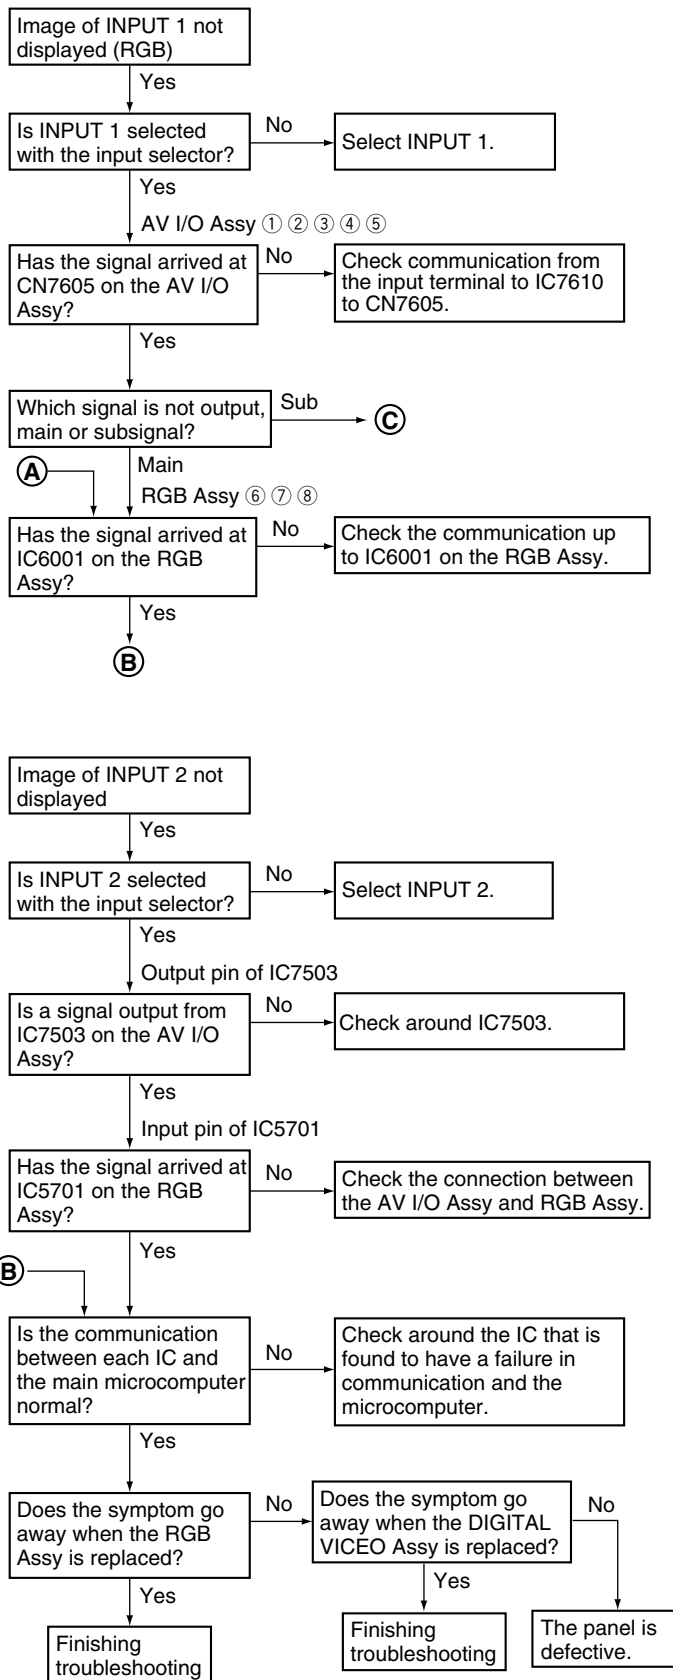 Image of INPUT 1 not
displayed (RGB)
Yes
Is INPUT 1 selected
with the input selector?
No
Select INPUT 1.
Yes
AV I/O Assy ① ② ③ ④ ⑤
Has the signal arrived at
CN7605 on the AV I/O
Assy?
No
Check communication from
the input terminal to IC7610
to CN7605.
Yes
Which signal is not output,
main or subsignal?
Sub
C
A
Main
RGB Assy ⑥ ⑦ ⑧
Has the signal arrived at
IC6001 on the RGB
Assy?
No
Check the communication up
to IC6001 on the RGB Assy.
Yes
B
Image of INPUT 2 not
displayed
Yes
Is INPUT 2 selected
with the input selector?
No
Select INPUT 2.
Yes
Output pin of IC7503
Is a signal output from
IC7503 on the AV I/O
Assy?
No
Check around IC7503.
Yes
Input pin of IC5701
Has the signal arrived at
IC5701 on the RGB
Assy?
No
Check the connection between
the AV I/O Assy and RGB Assy.
Yes
B
Is the communication
between each IC and
the main microcomputer
normal?
No
Check around the IC that is
found to have a failure in
communication and the
microcomputer.
Yes
Does the symptom go
away when the RGB
Assy is replaced?
No
Does the symptom go
away when the DIGITAL
VICEO Assy is replaced?
No
Yes
Yes
Finishing
troubleshooting
Finishing
troubleshooting
The panel is
defective.